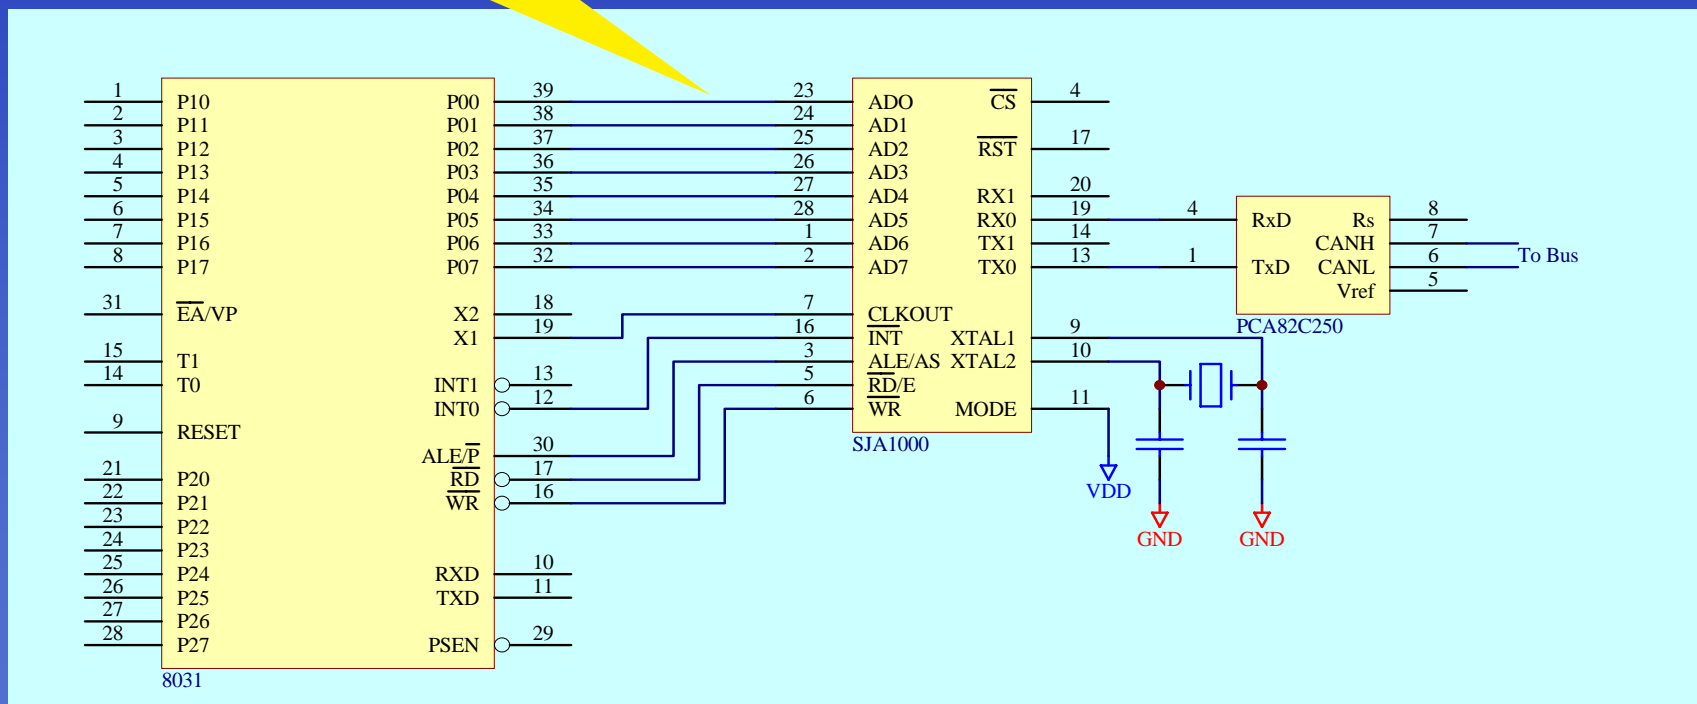 1 P10 P00 39 23 ADO CS 4
2 P11 P01 38 24 AD1
3 P12 P02 37 25 AD2 RST 17
4 P13 P03 36 26 AD3
5 P14 P04 35 27 AD4 RX1 20
6 P15 P05 34 28 AD5 RX0 19 4 RxD Rs 8
7 P16 P06 33 1 AD6 TX1 14 CANH 7
8 P17 P07 32 2 AD7 TX0 13 1 TxD CANL 6 To Bus
Vref 5
31 EA/VP X2 18 7 CLKOUT PCA82C250
X1 19 16 INT XTAL1 9
15 T1 3 ALE/AS XTAL2 10
14 T0 INT1 13 5 RD/E
INT0 12 6 WR MODE 11
9 RESET SJA1000
ALE/P 30
21 P20 RD 17 VDD
22 P21 WR 16
23 P22 GND GND
24 P23
25 P24 RXD 10
26 P25 TXD 11
27 P26
28 P27 PSEN 29
8031